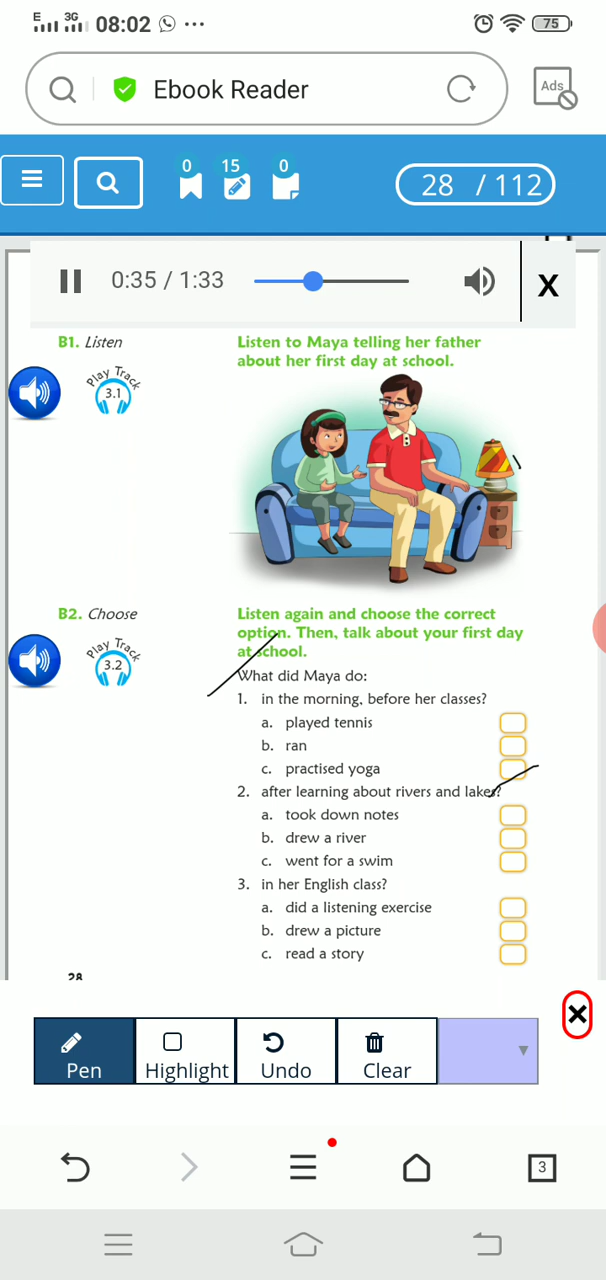 E 3G 08:02 75
Ebook Reader
Ads
0 15 0
28 / 112
0:35 / 1:33 X
B1. Listen
Play Track
3.1
Listen to Maya telling her father
about her first day at school.
B2. Choose
Play Track
3.2
Listen again and choose the correct
option. Then, talk about your first day
at school.
What did Maya do:
1. in the morning, before her classes?
a. played tennis
b. ran
c. practised yoga
2. after learning about rivers and lakes?
a. took down notes
b. drew a river
c. went for a swim
3. in her English class?
a. did a listening exercise
b. drew a picture
c. read a story
28
Pen
Highlight
Undo
Clear
3